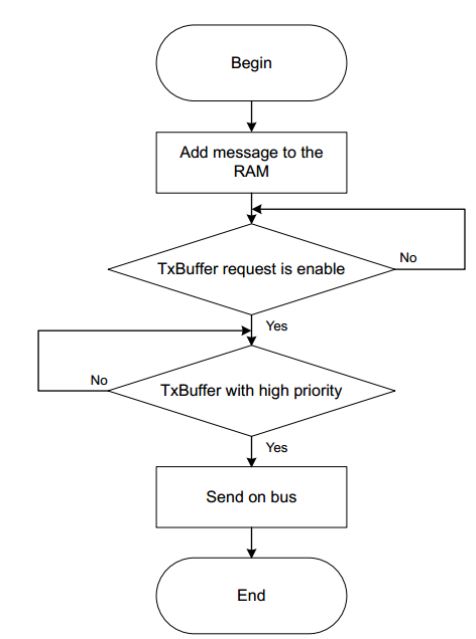 Begin
Add message to the
RAM
TxBuffer request is enable
No
Yes
No
TxBuffer with high priority
Yes
Send on bus
End